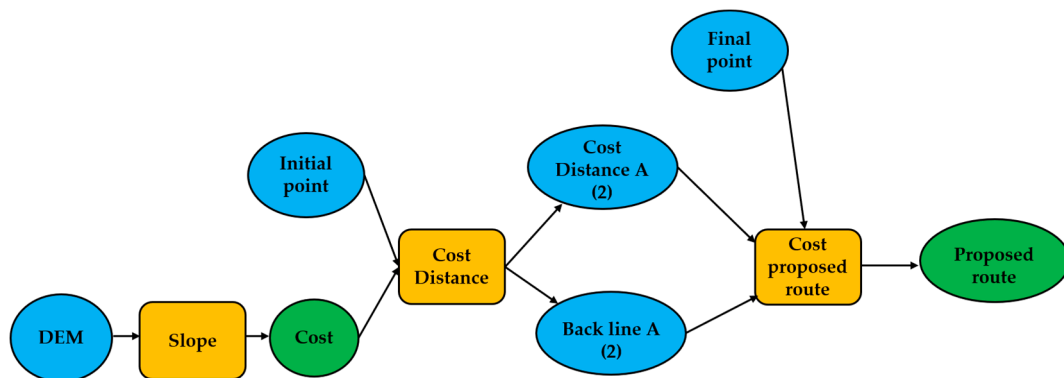 Final
point
Initial
point
Cost
Distance A
(2)
Cost
Distance
Cost
proposed
route
Proposed
route
DEM
Slope
Cost
Back line A
(2)